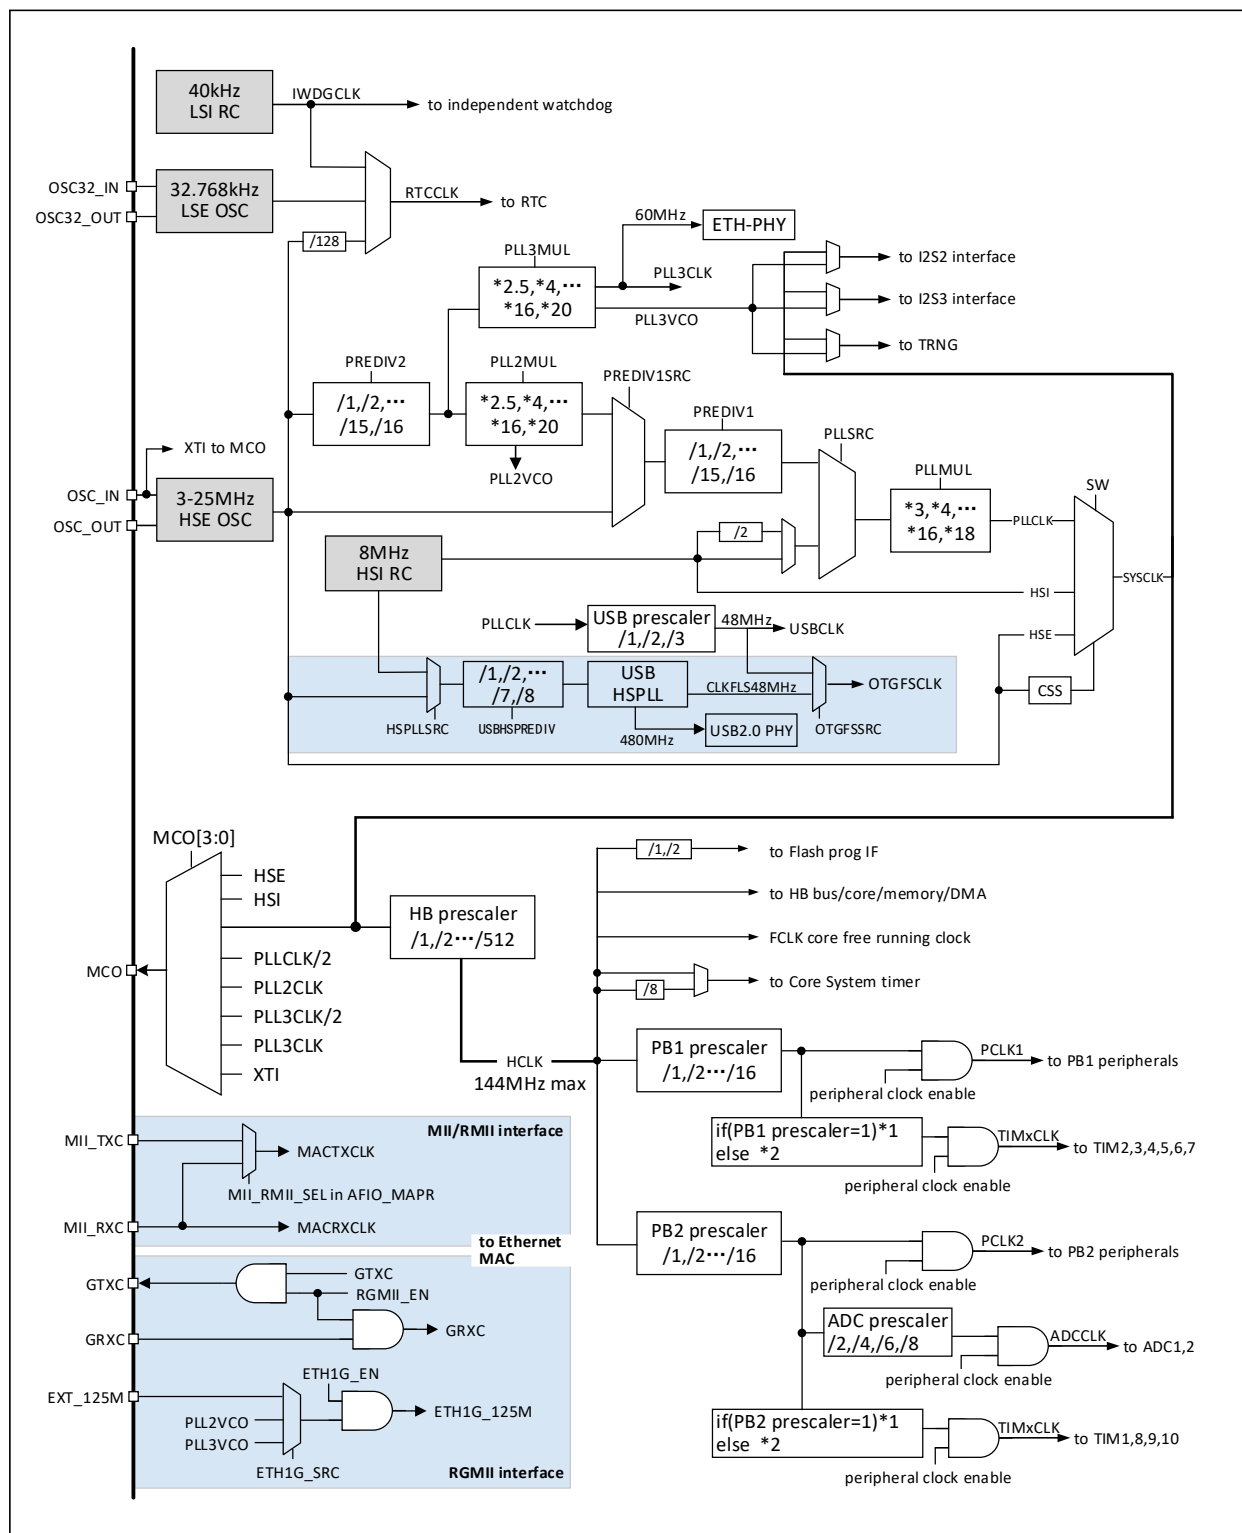 40kHz
LSI RC
IWDGCLK
to independent watchdog
OSC32_IN
OSC32_OUT
32.768kHz
LSE OSC
RTCCLK
to RTC
/128
60MHz
ETH-PHY
PLL3MUL
*2.5,*4,···
*16,*20
PLL3CLK
PLL3VCO
to I2S2 interface
to I2S3 interface
to TRNG
PREDIV2
/1,/2,···
/15,/16
PLL2MUL
*2.5,*4,···
*16,*20
PLL2VCO
PREDIV1SRC
PREDIV1
/1,/2,···
/15,/16
PLLSRC
PLLMUL
*3,*4,···
*16,*18
PLLCLK
SW
XTI to MCO
OSC_IN
OSC_OUT
3-25MHz
HSE OSC
8MHz
HSI RC
/2
HSI
SYSCLK
HSE
CSS
PLLCLK
USB prescaler
/1,/2,/3
48MHz
USBCLK
/1,/2,···
/7,/8
USB
HSPLL
CLKFLS48MHz
OTGFSCLK
HSPLLSRC
USBHSPREDIV
480MHz
USB2.0 PHY
OTGFSSRC
MCO[3:0]
HSE
HSI
PLLCLK/2
PLL2CLK
PLL3CLK/2
PLL3CLK
XTI
MCO
HB prescaler
/1,/2···/512
HCLK
144MHz max
/1,/2
to Flash prog IF
to HB bus/core/memory/DMA
FCLK core free running clock
/8
to Core System timer
PB1 prescaler
/1,/2···/16
PCLK1
to PB1 peripherals
peripheral clock enable
if(PB1 prescaler=1)*1
else *2
TIMxCLK
to TIM2,3,4,5,6,7
peripheral clock enable
PB2 prescaler
/1,/2···/16
PCLK2
to PB2 peripherals
peripheral clock enable
ADC prescaler
/2,/4,/6,/8
ADCCLK
to ADC1,2
peripheral clock enable
if(PB2 prescaler=1)*1
else *2
TIMxCLK
to TIM1,8,9,10
peripheral clock enable
MII/RMII interface
MII_TXC
MACTXCLK
MII_RMII_SEL in AFIO_MAPR
MII_RXC
MACRXCLK
to Ethernet
MAC
GTXC
GTXC
RGMII_EN
GRXC
GRXC
ETH1G_EN
EXT_125M
ETH1G_125M
PLL2VCO
PLL3VCO
ETH1G_SRC
RGMII interface